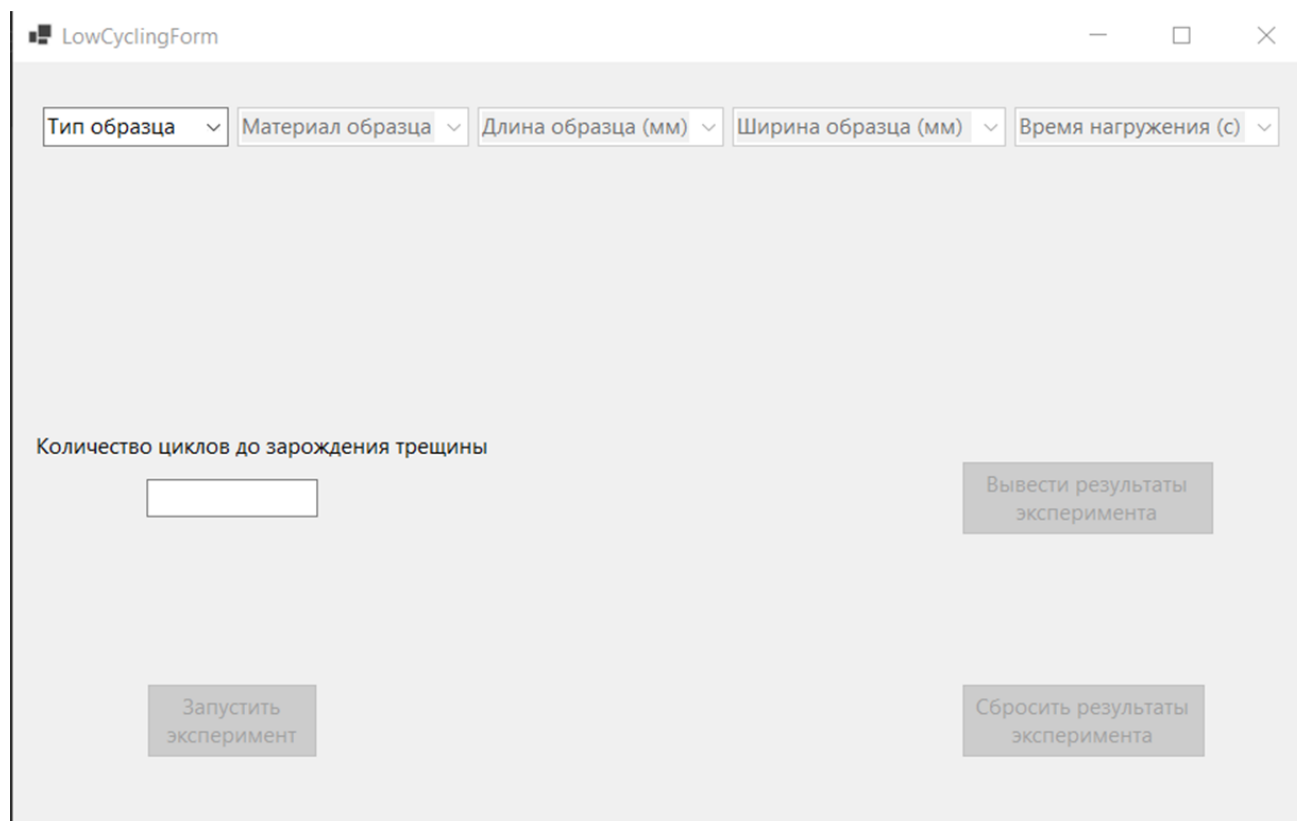 LowCyclingForm
Тип образца
Материал образца
Длина образца (мм)
Ширина образца (мм)
Время нагружения (с)
Количество циклов до зарождения трещины
Вывести результаты
эксперимента
Запустить
эксперимент
Сбросить результаты
эксперимента